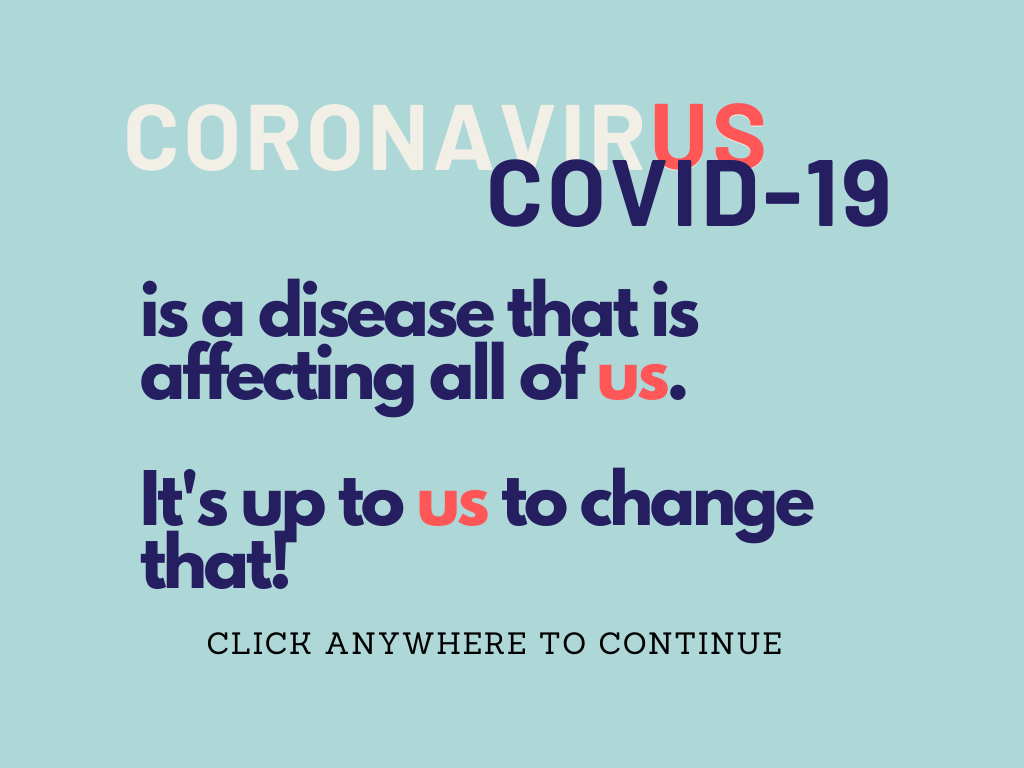 CORONAVIRUS
COVID-19
is a disease that is
affecting all of us.
It's up to us to change
that!
CLICK ANYWHERE TO CONTINUE